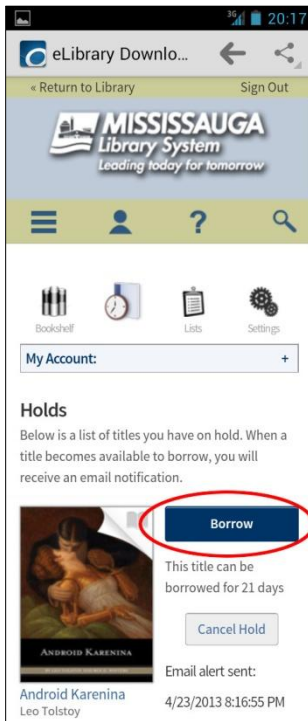 3G
20:17
eLibrary Downlo...
« Return to Library
Sign Out
MISSISSAUGA
Library System
Leading today for tomorrow
?
Bookshelf
Lists
Settings
My Account:
+
Holds
Below is a list of titles you have on hold. When a
title becomes available to borrow, you will
receive an email notification.
Borrow
This title can be
borrowed for 21 days
Cancel Hold
Email alert sent:
4/23/2013 8:16:55 PM
ANDROID KARENINA
Android Karenina
Leo Tolstoy